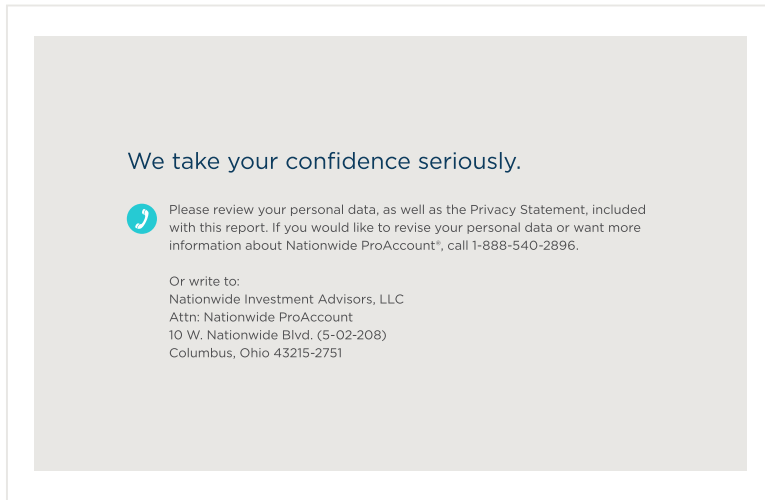 We take your confidence seriously.
Please review your personal data, as well as the Privacy Statement, included
with this report. If you would like to revise your personal data or want more
information about Nationwide ProAccount®, call 1-888-540-2896.
Or write to:
Nationwide Investment Advisors, LLC
Attn: Nationwide ProAccount
10 W. Nationwide Blvd. (5-02-208)
Columbus, Ohio 43215-2751